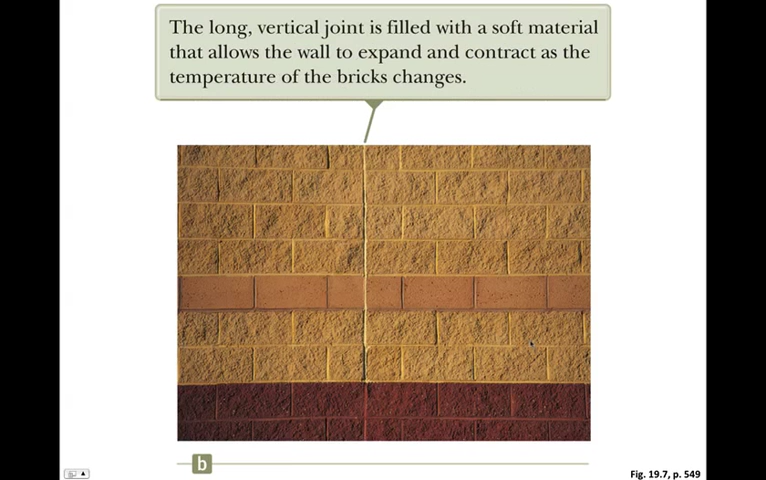 The long, vertical joint is filled with a soft material
that allows the wall to expand and contract as the
temperature of the bricks changes.
b
Fig. 19.7, p. 549